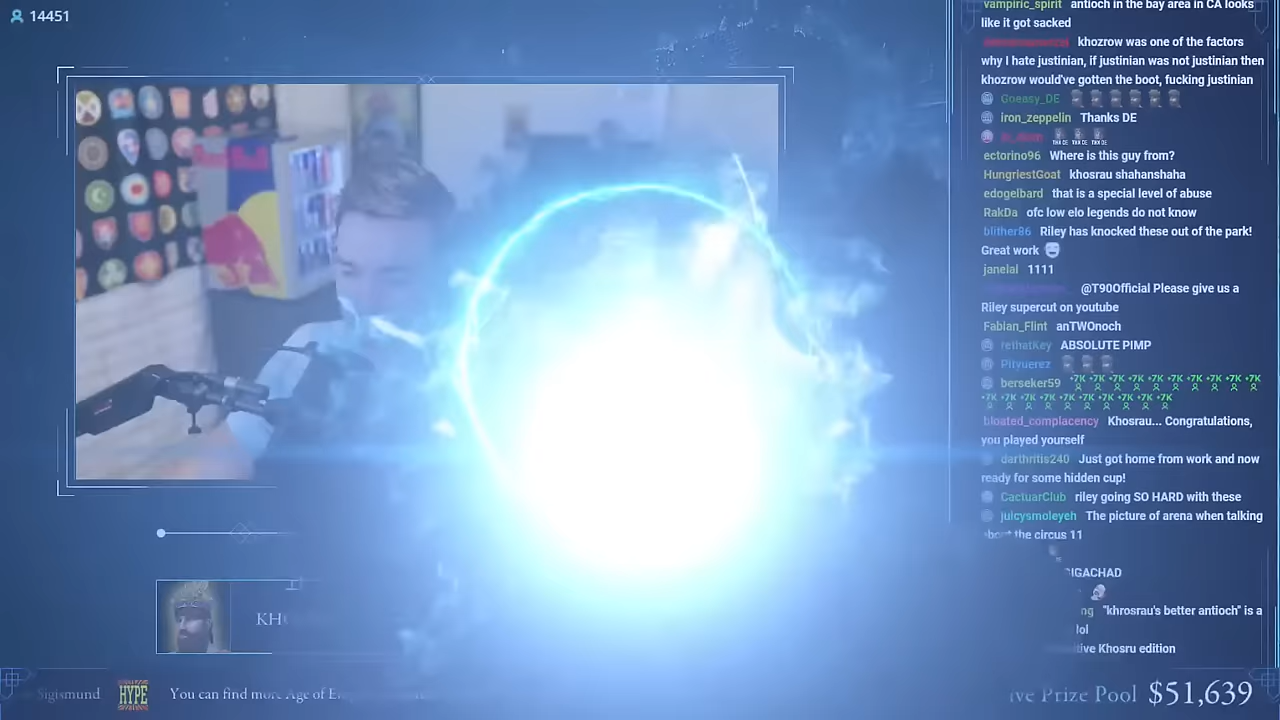 14451
vampiric_spirit antioch in the bay area in CA looks
like it got sacked
khozrow was one of the factors
why I hate justinian, if justinian was not justinian then
khozrow would've gotten the boot, fucking justinian
Goeasy_DE
iron_zeppelin Thanks DE
ectorino96 Where is this guy from?
HungriestGoat khosrau shahanshaha
edogelbard that is a special level of abuse
RakDa ofc low elo legends do not know
blither86 Riley has knocked these out of the park!
Great work
janelal 1111
@T90Official Please give us a
Riley supercut on youtube
Fabian_Flint anTWOnoch
rethatKey ABSOLUTE PIMP
Pityuerez
berseker59 +7K +7K +7K +7K +7K +7K +7K +7K +7K +7K
+7K +7K +7K +7K +7K +7K +7K +7K +7K +7K
bloated_complacency Khosrau... Congratulations,
you played yourself
darthritis240 Just got home from work and now
ready for some hidden cup!
CactuarClub riley going SO HARD with these
juicysmoleyeh The picture of arena when talking
about the circus 11
"khrosrau's better antioch" is a
lol
Khosru edition
Red Bull
KH
Sigismund HYPE You can find more Age of
Prize Pool $51,639